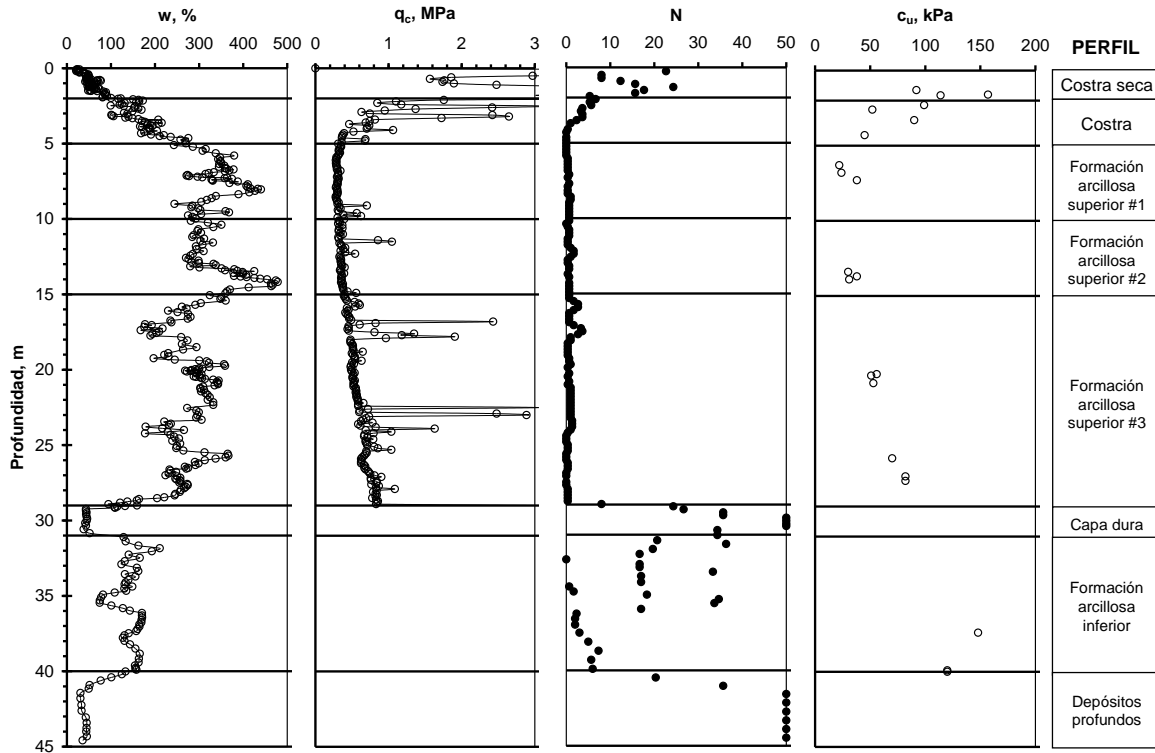 w, %
q_c, MPa
N
c_u, kPa
PERFIL
0 100 200 300 400 500
0 1 2 3
0 10 20 30 40 50
0 50 100 150 200
Profundidad, m
0
5
10
15
20
25
30
35
40
45
Costra seca
Costra
Formación
arcillosa
superior #1
Formación
arcillosa
superior #2
Formación
arcillosa
superior #3
Capa dura
Formación
arcillosa
inferior
Depósitos
profundos